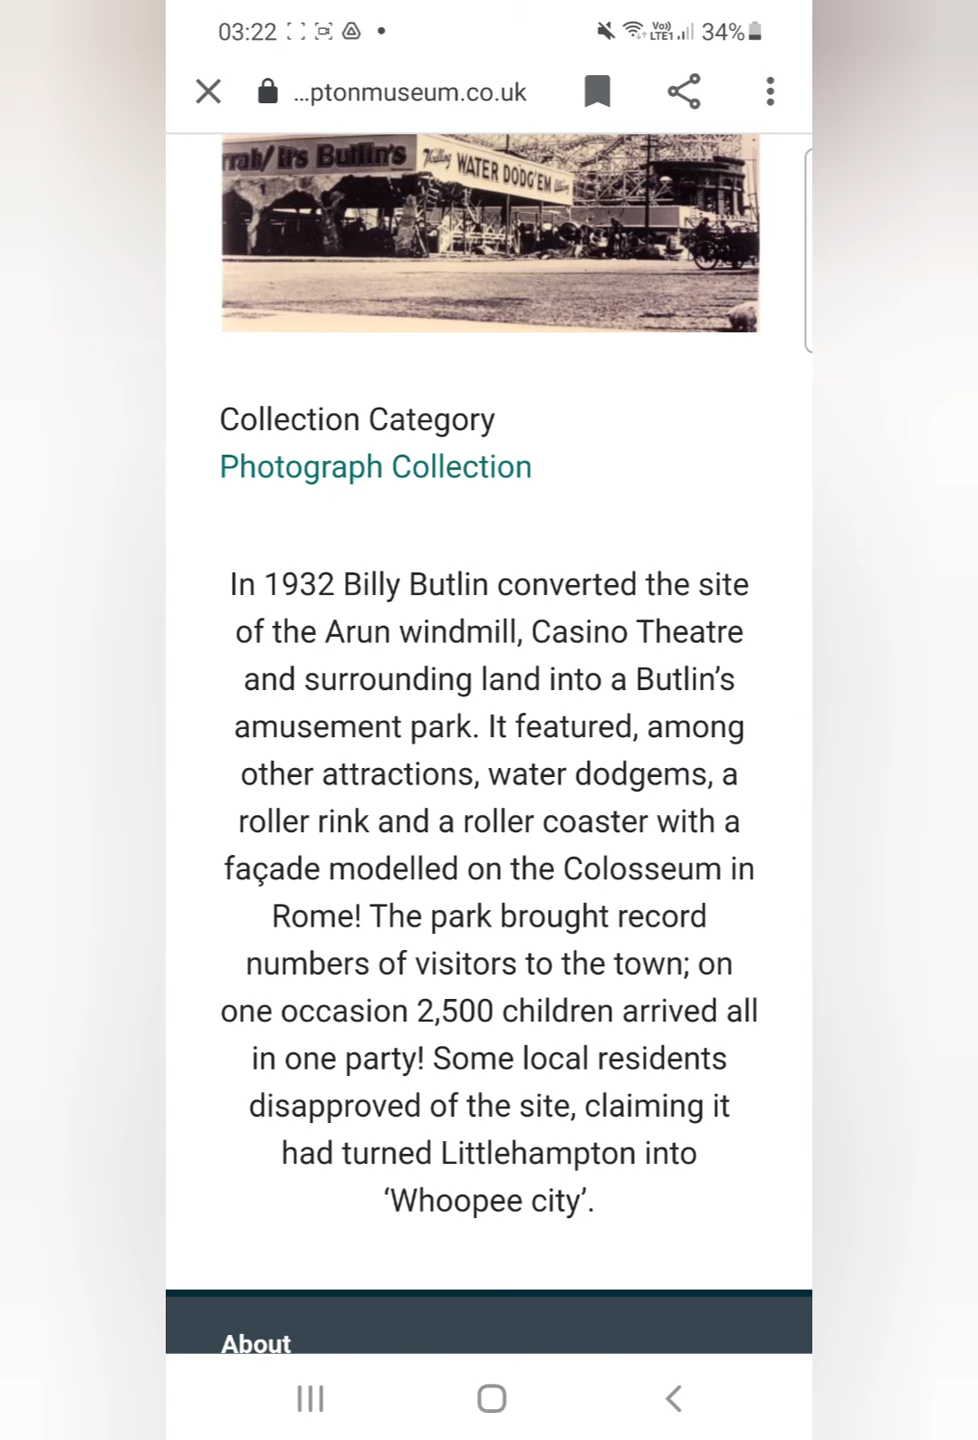 03:22
Vo)) LTE1 34%
...ptonmuseum.co.uk
rrah! it's Butlin's
Thrilling WATER DODG'EM
Collection Category
Photograph Collection
In 1932 Billy Butlin converted the site
of the Arun windmill, Casino Theatre
and surrounding land into a Butlin’s
amusement park. It featured, among
other attractions, water dodgems, a
roller rink and a roller coaster with a
façade modelled on the Colosseum in
Rome! The park brought record
numbers of visitors to the town; on
one occasion 2,500 children arrived all
in one party! Some local residents
disapproved of the site, claiming it
had turned Littlehampton into
‘Whoopee city’.
About